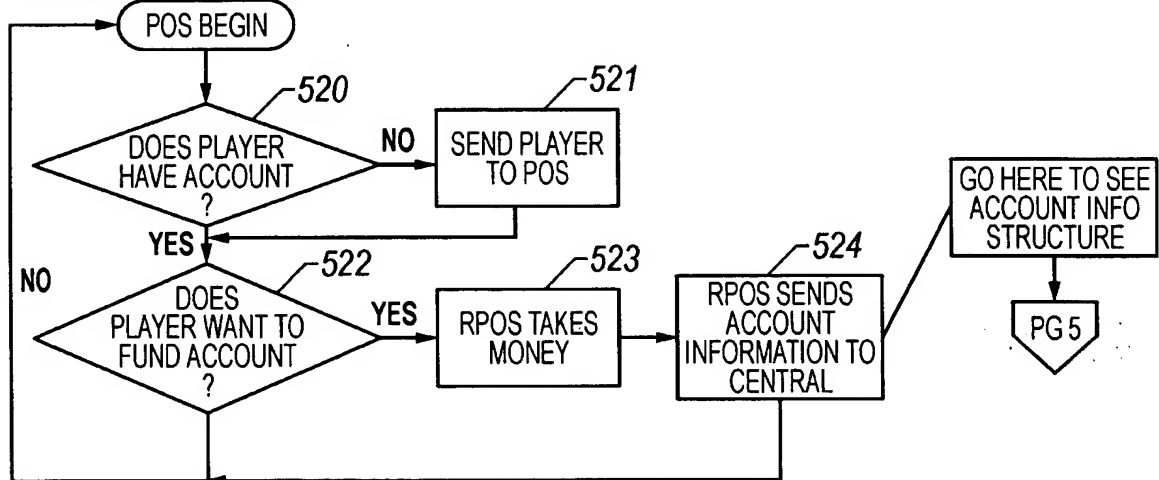 POS BEGIN
520
DOES PLAYER
HAVE ACCOUNT
?
NO
521
SEND PLAYER
TO POS
YES
NO
522
DOES
PLAYER WANT TO
FUND ACCOUNT
?
YES
523
RPOS TAKES
MONEY
524
RPOS SENDS
ACCOUNT
INFORMATION TO
CENTRAL
GO HERE TO SEE
ACCOUNT INFO
STRUCTURE
PG 5